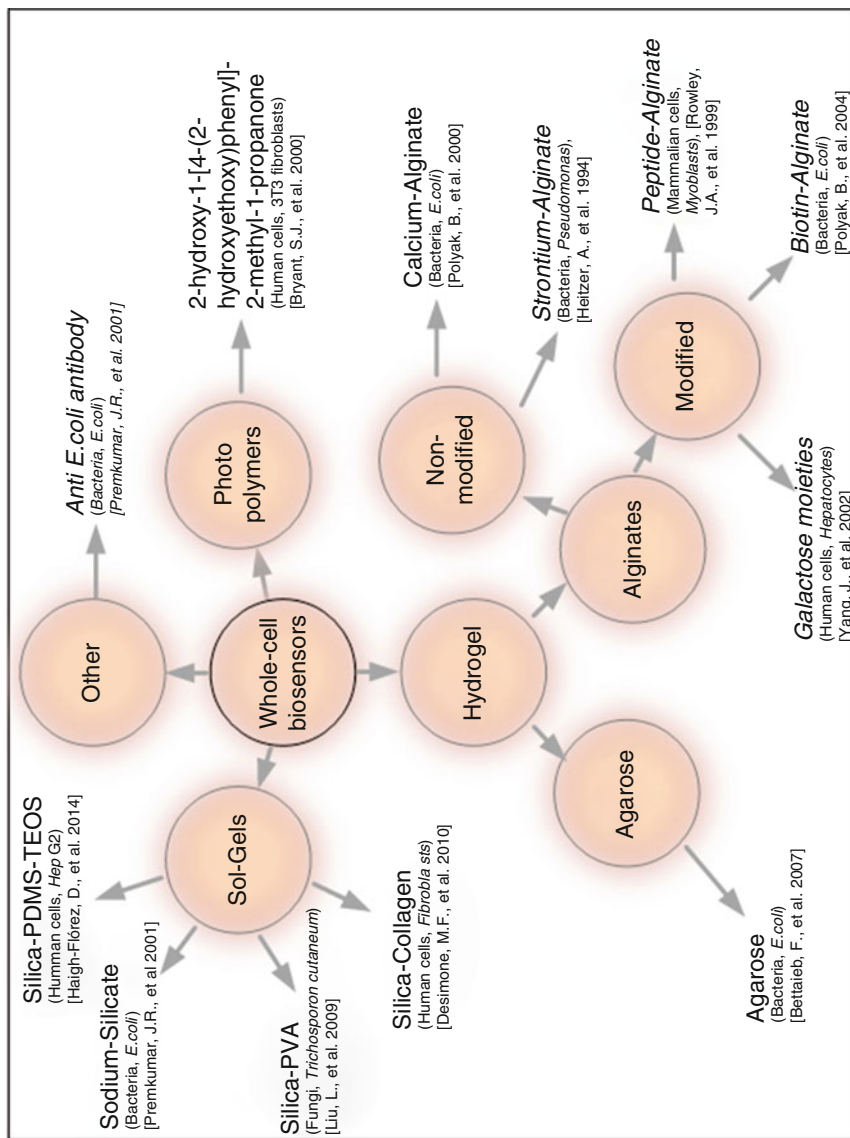 Silica-PDMS-TEOS
(Humman cells, Hep G2)
[Haigh-Flórez, D., et al. 2014]
Sodium-Silicate
(Bacteria, E.coli)
[Premkumar, J.R., et al 2001]
Silica-PVA
(Fungi, Trichosporon cutaneum)
[Liu, L., et al. 2009]
Silica-Collagen
(Human cells, Fibrobla sts)
[Desimone, M.F., et al. 2010]
Sol-Gels
Other
Anti E.coli antibody
(Bacteria, E.coli)
[Premkumar, J.R., et al. 2001]
Whole-cell
biosensors
Photo
polymers
2-hydroxy-1-[4-(2-
hydroxyethoxy)phenyl]-
2-methyl-1-propanone
(Human cells, 3T3 fibroblasts)
[Bryant, S.J., et al. 2000]
Hydrogel
Agarose
Agarose
(Bacteria, E.coli)
[Bettaieb, F., et al. 2007]
Alginates
Non-
modified
Calcium-Alginate
(Bacteria, E.coli)
[Polyak, B., et al. 2000]
Strontium-Alginate
(Bacteria, Pseudomonas),
[Heitzer, A., et al. 1994]
Modified
Peptide-Alginate
(Mammalian cells,
Myoblasts), [Rowley,
J.A., et al. 1999
Biotin-Alginate
(Bacteria, E.coli)
[Polyak, B., et al. 2004]
Galactose moieties
(Human cells, Hepatocytes)
[Yang, J., et al. 2002]